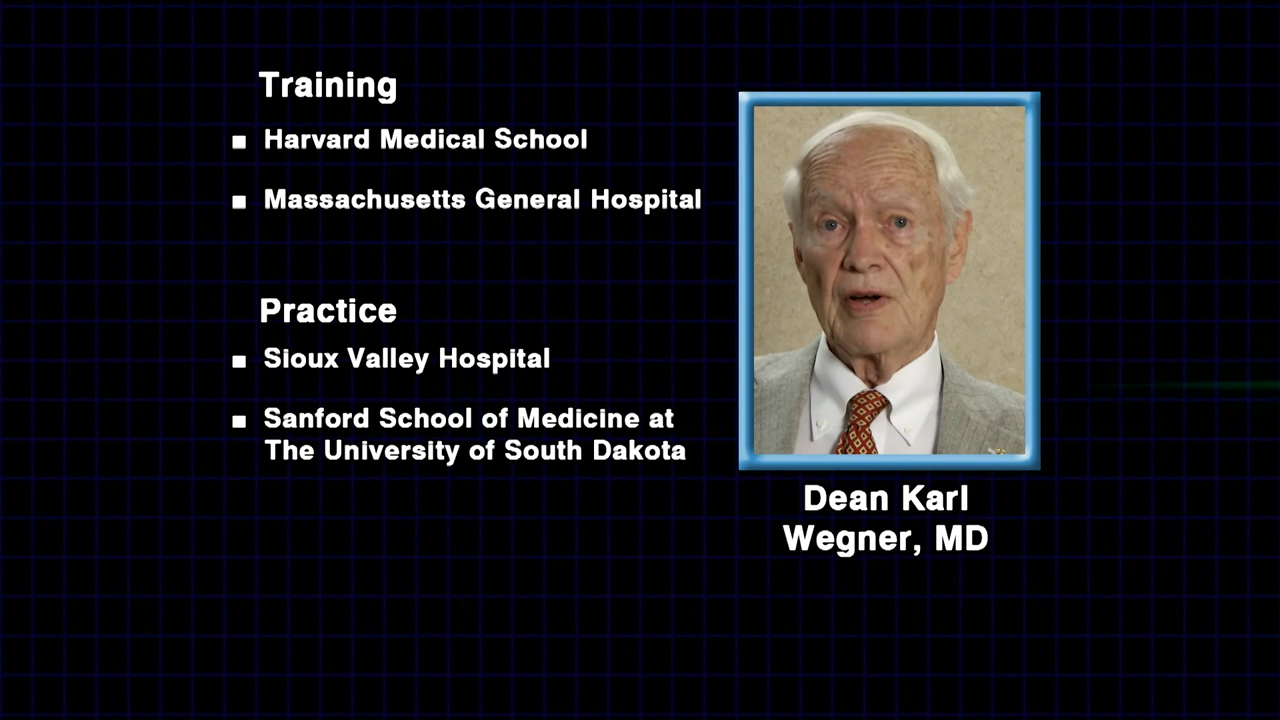 Training
Harvard Medical School
Massachusetts General Hospital
Practice
Sioux Valley Hospital
Sanford School of Medicine at
The University of South Dakota
Dean Karl
Wegner, MD